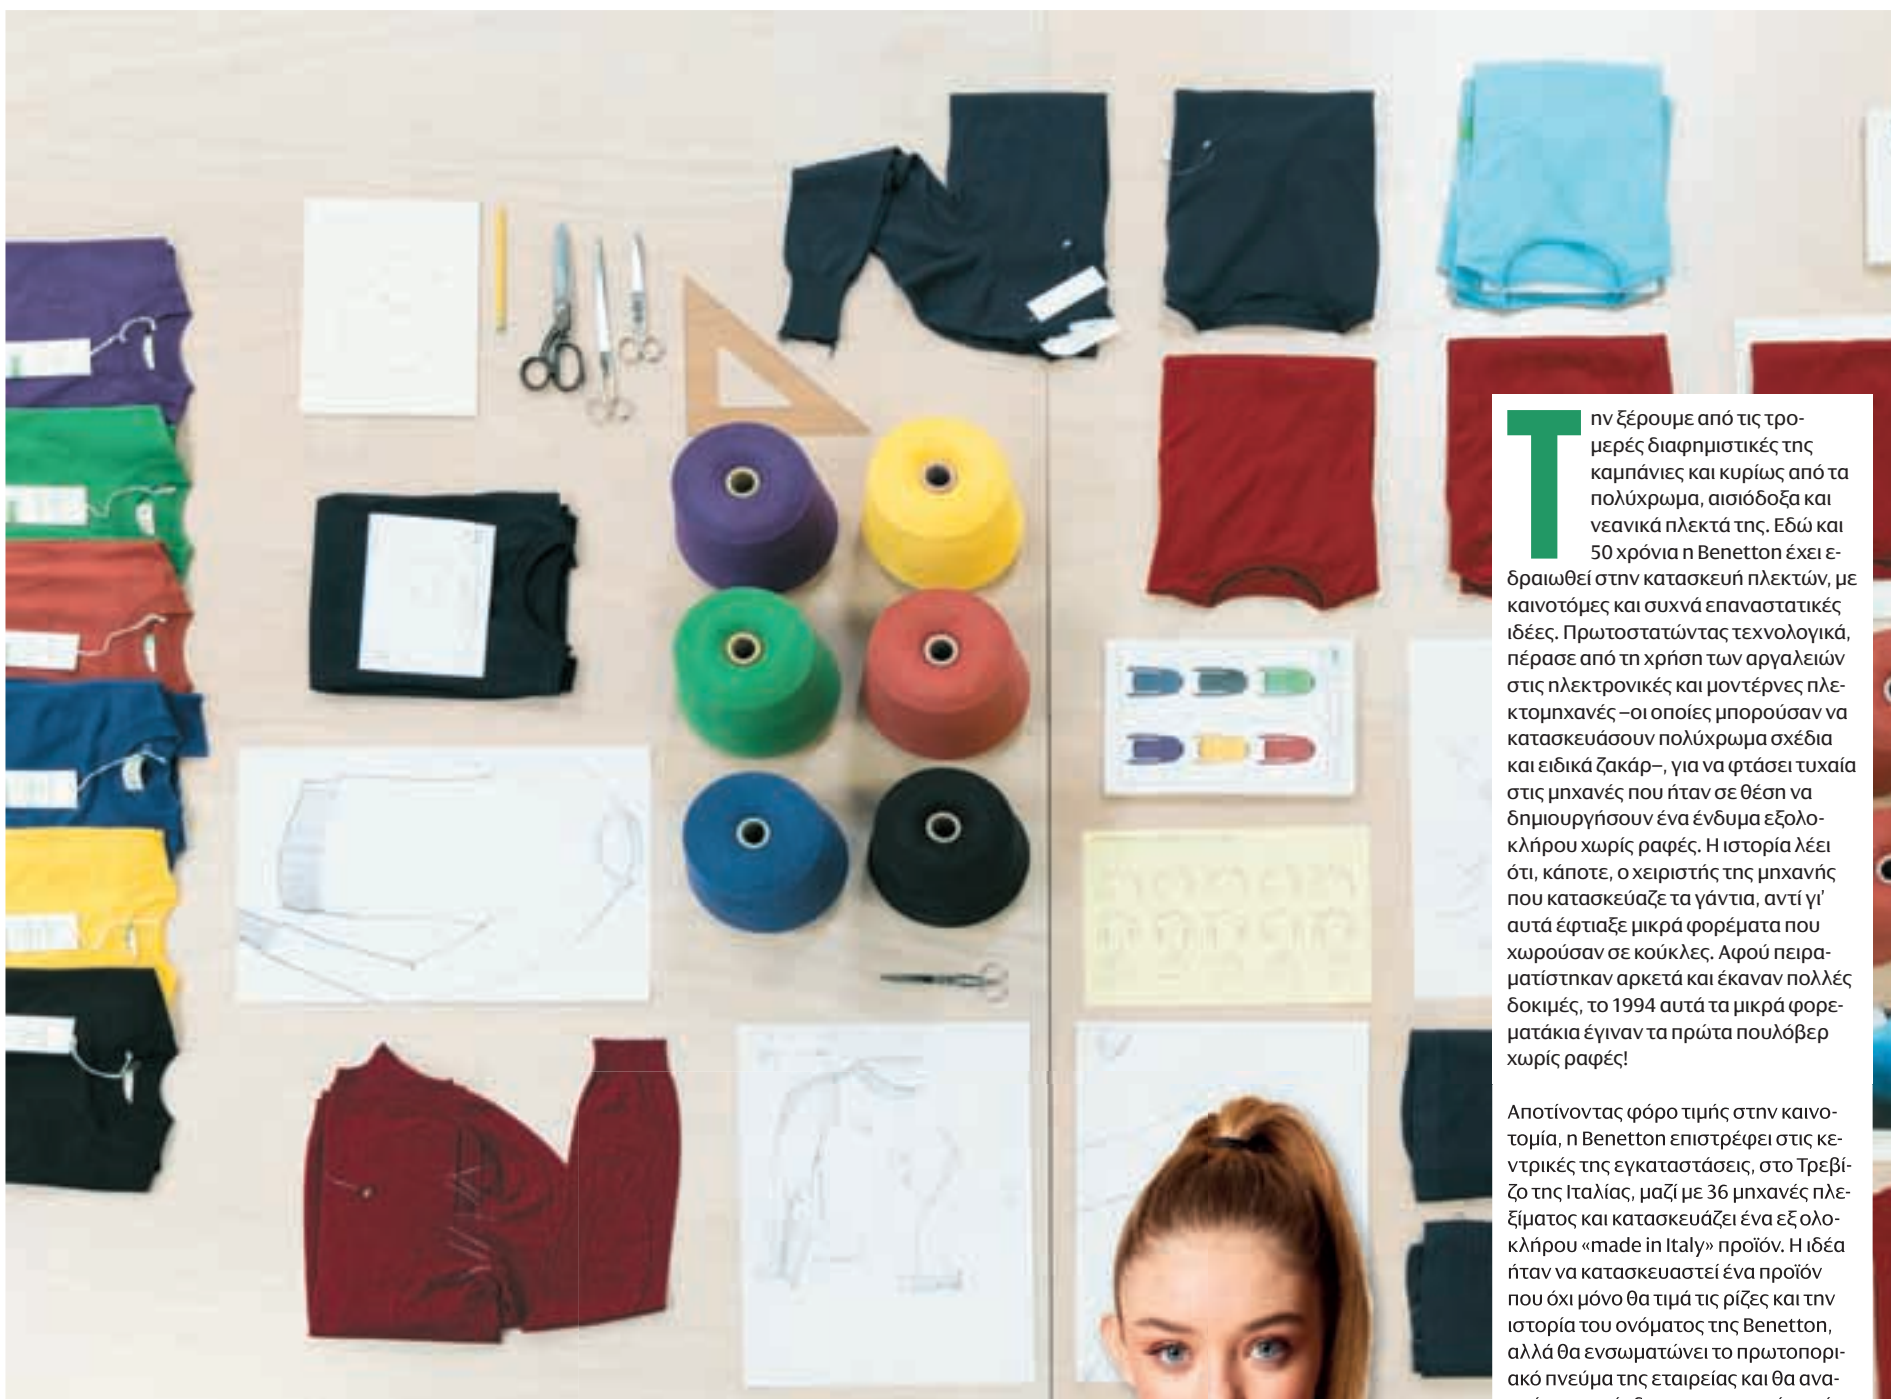 Την ξέρουμε από τις τρο-
μερές διαφημιστικές της
καμπάνιες και κυρίως από τα
πολύχρωμα, αισιόδοξα και
νεανικά πλεκτά της. Εδώ και
50 χρόνια η Benetton έχει ε-
δραιωθεί στην κατασκευή πλεκτών, με
καινοτόμες και συχνά επαναστατικές
ιδέες. Πρωτοστατώντας τεχνολογικά,
πέρασε από τη χρήση των αργαλειών
στις ηλεκτρονικές και μοντέρνες πλε-
κτομηχανές –οι οποίες μπορούσαν να
κατασκευάσουν πολύχρωμα σχέδια
και ειδικά ζακάρ–, για να φτάσει τυχαία
στις μηχανές που ήταν σε θέση να
δημιουργήσουν ένα ένδυμα εξολο-
κλήρου χωρίς ραφές. Η ιστορία λέει
ότι, κάποτε, ο χειριστής της μηχανής
που κατασκεύαζε τα γάντια, αντί γι'
αυτά έφτιαξε μικρά φορέματα που
χωρούσαν σε κούκλες. Αφού πειρα-
ματίστηκαν αρκετά και έκαναν πολλές
δοκιμές, το 1994 αυτά τα μικρά φορε-
ματάκια έγιναν τα πρώτα πουλόβερ
χωρίς ραφές!
Αποτίνοντας φόρο τιμής στην καινο-
τομία, η Benetton επιστρέφει στις κε-
ντρικές της εγκαταστάσεις, στο Τρεβί-
ζο της Ιταλίας, μαζί με 36 μηχανές πλε-
ξίματος και κατασκευάζει ένα εξ ολο-
κλήρου «made in Italy» προϊόν. Η ιδέα
ήταν να κατασκευαστεί ένα προϊόν
που όχι μόνο θα τιμά τις ρίζες και την
ιστορία του ονόματος της Benetton,
αλλά θα ενσωματώνει το πρωτοπορι-
ακό πνεύμα της εταιρείας και θα ανα-